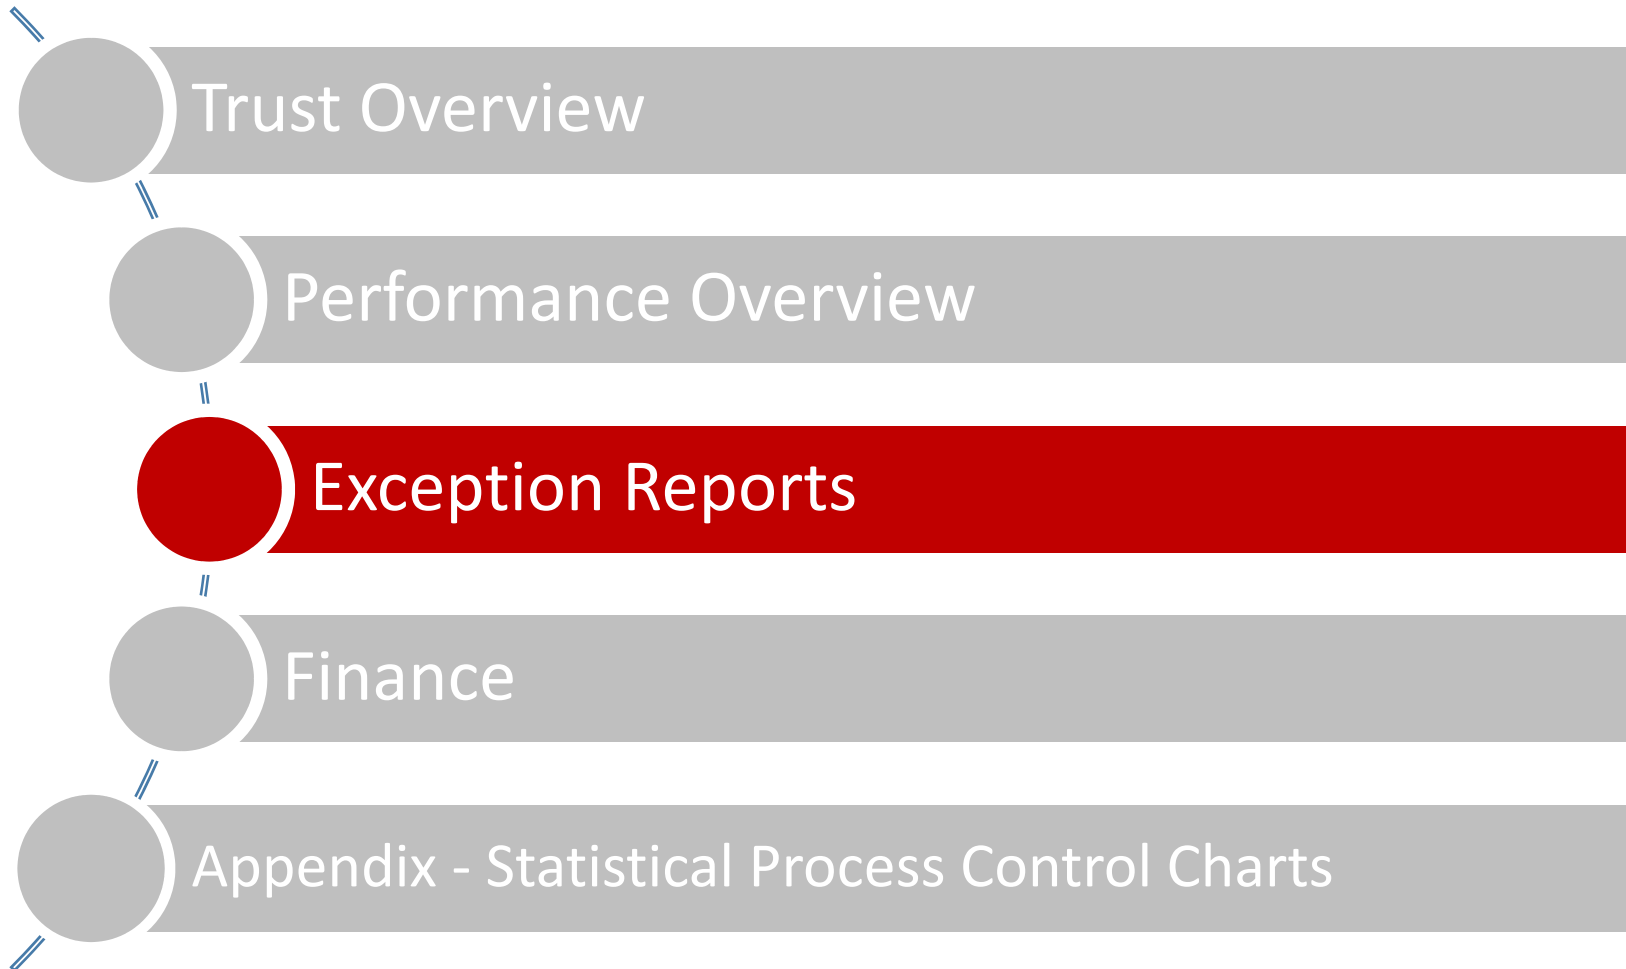 Trust Overview
Performance Overview
Exception Reports
Finance
Appendix - Statistical Process Control Charts